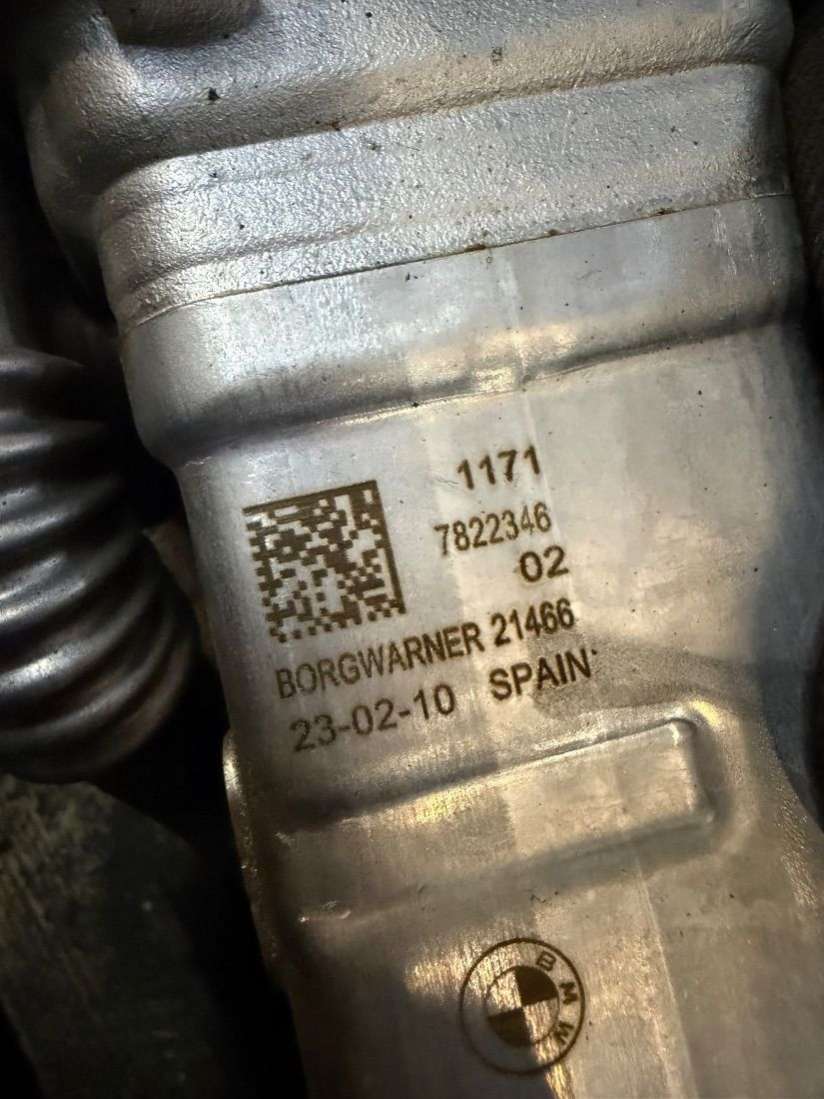 1171
7822346
02
BORGWARNER 21466
23-02-10 SPAIN
BMW